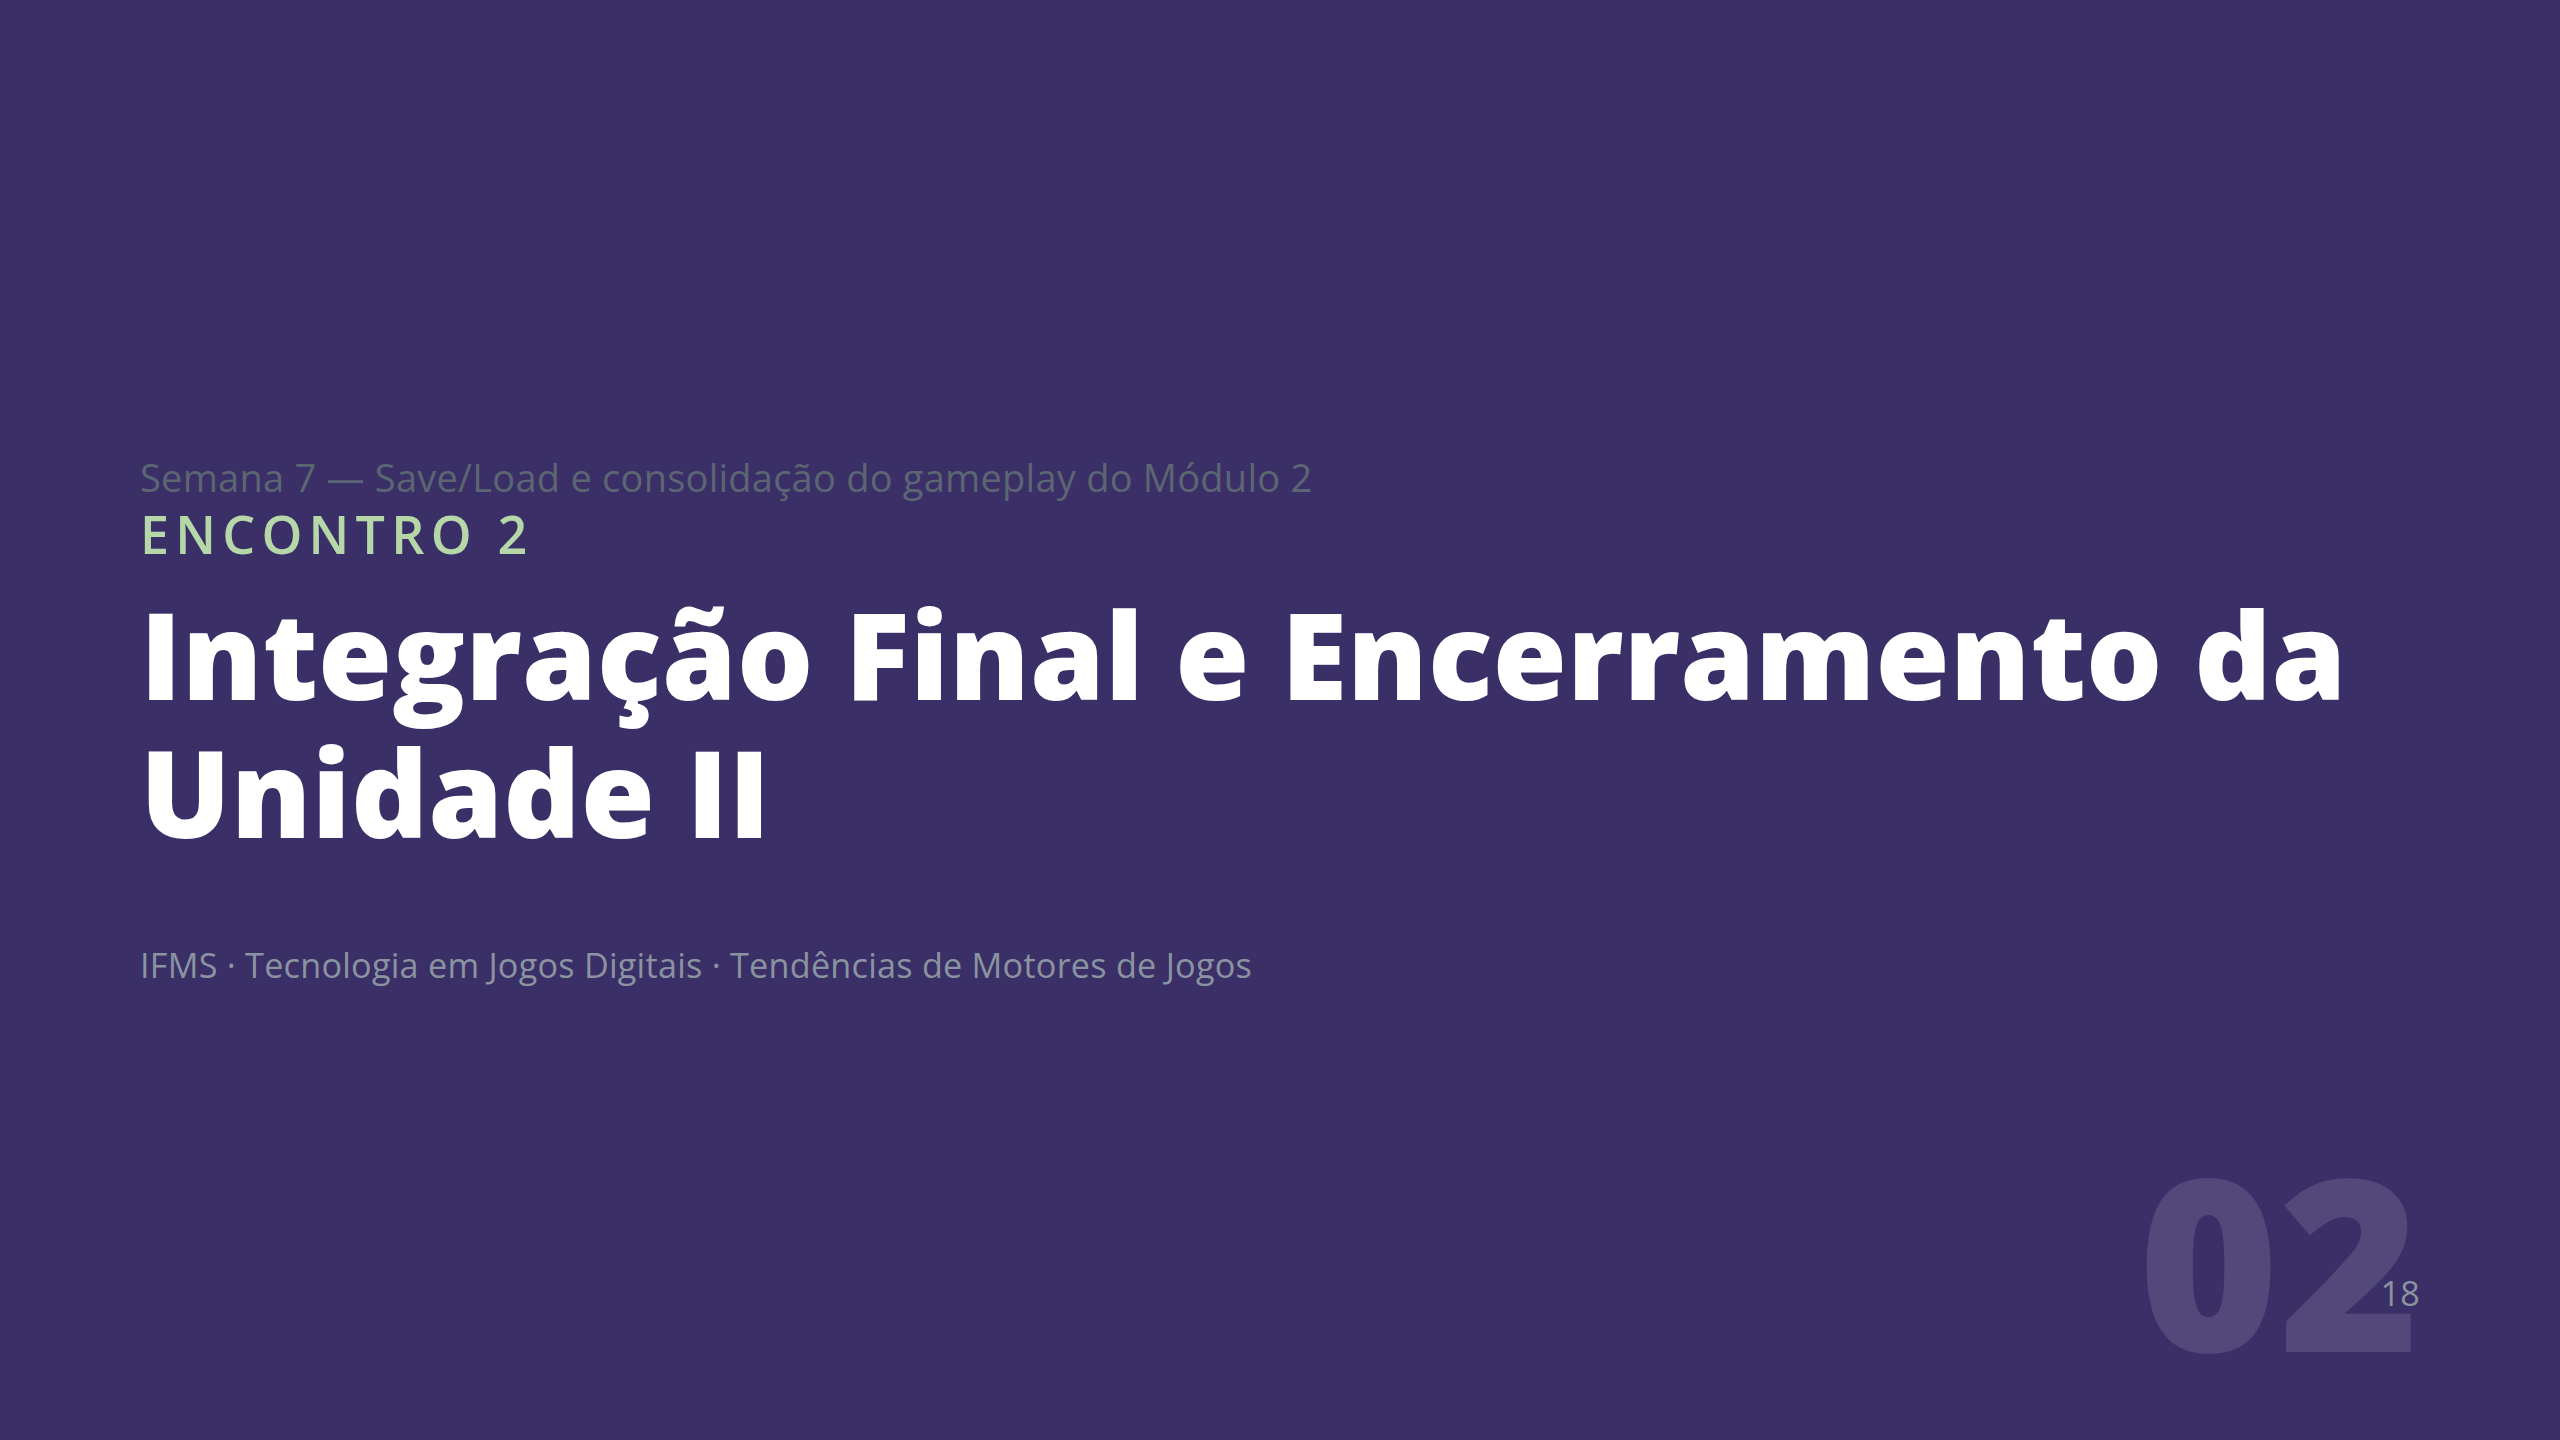 Semana 7 — Save/Load e consolidação do gameplay do Módulo 2
ENCONTRO 2
Integração Final e Encerramento da
Unidade II
IFMS · Tecnologia em Jogos Digitais · Tendências de Motores de Jogos
02
18